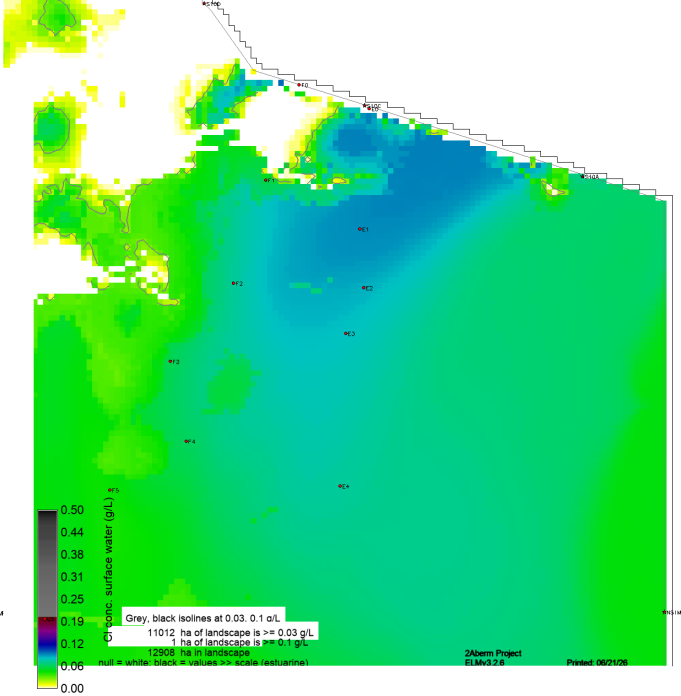 S10D
F0
S10C
E0
S10A
F1
E1
F2
E2
E3
F3
F4
E4
F5
0.50
0.44
0.38
0.31
0.25
0.19
0.12
0.06
0.00
Cl conc. surface water (g/L)
Grey, black isolines at 0.03. 0.1 g/L
11012 ha of landscape is >= 0.03 g/L
1 ha of landscape is >= 0.1 g/L
12908 ha in landscape
null = white; black = values >> scale (estuarine)
2Aberm Project
ELMv3.2.6
Printed: 06/21/26